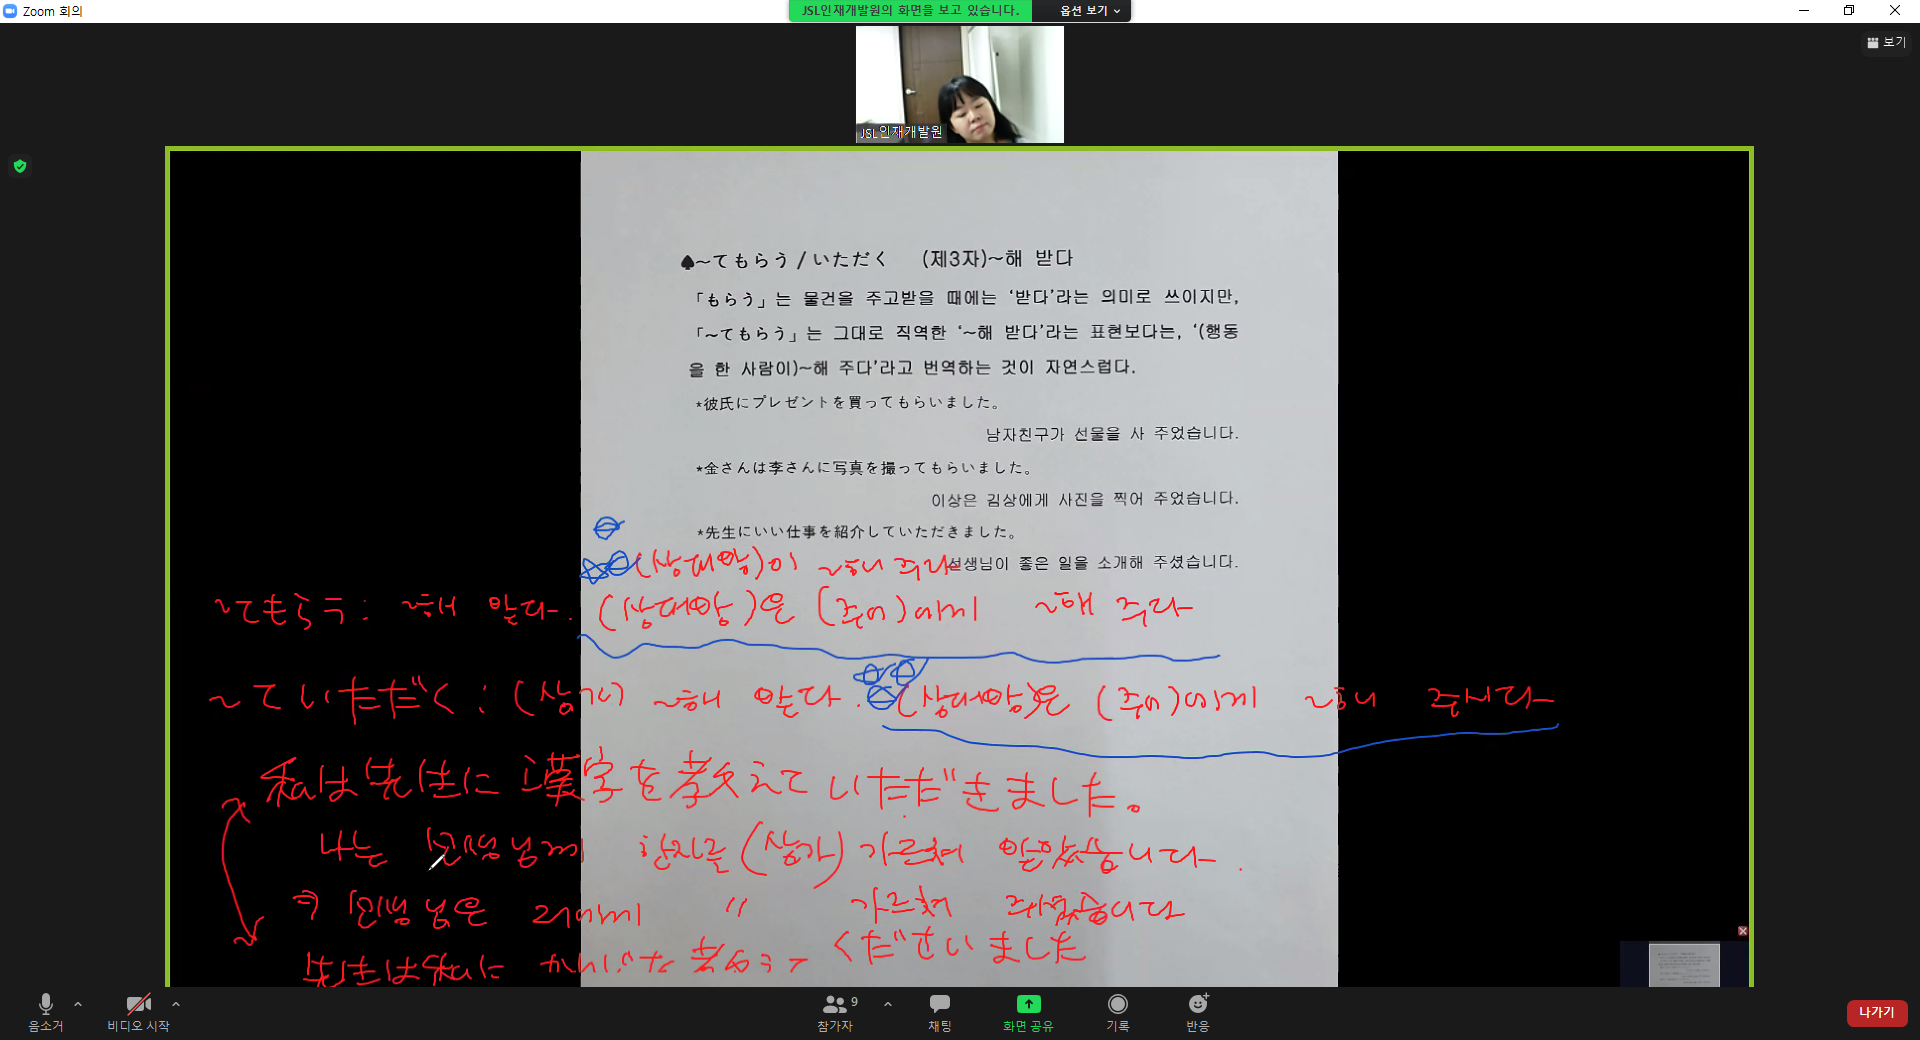 Zoom 회의
JSL인재개발원의 화면을 보고 있습니다. 옵션 보기
보기
JSL인재개발원
♠~てもらう/いただく (제3자)~해 받다
「もらう」는 물건을 주고받을 때에는 ‘받다’라는 의미로 쓰이지만,
「~てもらう」는 그대로 직역한 ‘~해 받다’라는 표현보다는, ‘(행동
을 한 사람이)~해 주다’라고 번역하는 것이 자연스럽다.
*彼氏にプレゼントを買ってもらいました。
남자친구가 선물을 사 주었습니다.
*金さんは李さんに写真を撮ってもらいました。
이상은 김상에게 사진을 찍어 주었습니다.
*先生にいい仕事を紹介していただきました。
선생님이 좋은 일을 소개해 주셨습니다.
(상대방)이 ~해 주다
~てもらう: ~해 받다. (상대방)은 (주어)에게 ~해 주다
~ていただく: (삼가) ~해 받다. (상대방)은 (주어)에게 ~해 주시다
私は先生に漢字を教えていただきました。
나는 선생님께 한자를 (삼가) 가르쳐 받았습니다.
⇒ 선생님은 나에게 〃 가르쳐 주셨습니다
先生は私に かんじを 教えて くださいました
음소거
비디오 시작
9
참가자
채팅
화면 공유
기록
반응
나가기